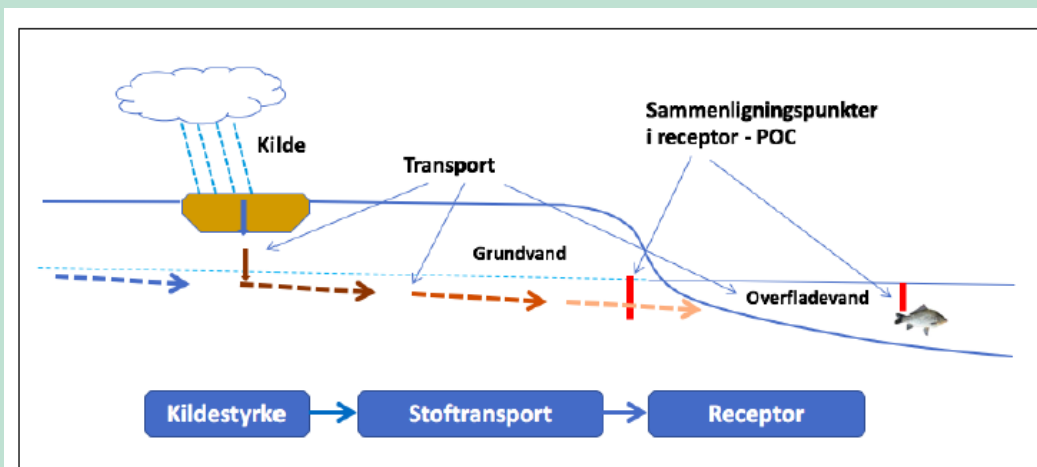 Kilde
Sammenligningspunkter
i receptor - POC
Transport
Grundvand
Overfladevand
Kildestyrke
Stoftransport
Receptor